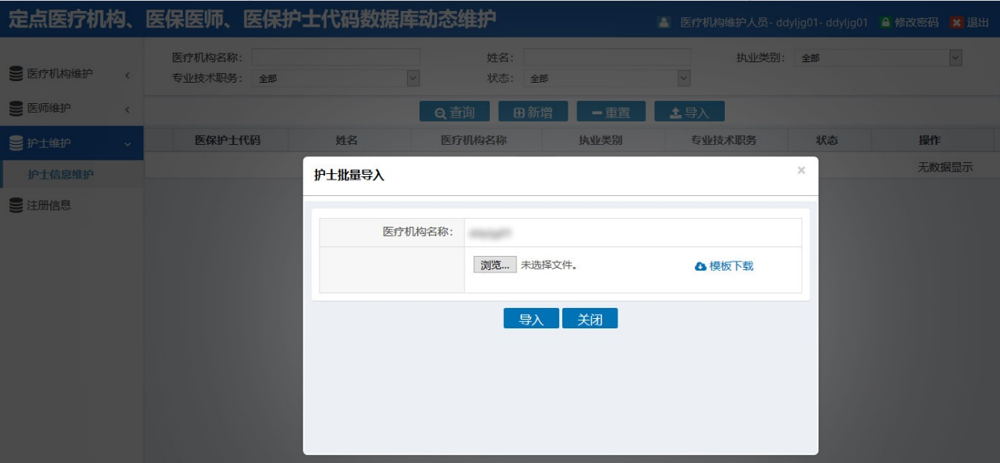 定点医疗机构、医保医师、医保护士代码数据库动态维护
医疗机构维护人员- ddyljg01- ddyljg01 修改密码 退出
医疗机构名称： 姓名： 执业类别： 全部
专业技术职务： 全部 状态： 全部
医疗机构维护
医师维护
护士维护
护士信息维护
注册信息
查询 新增 重置 导入
医保护士代码 姓名 医疗机构名称 执业类别 专业技术职务 状态 操作
无数据显示
护士批量导入 ×
医疗机构名称：
浏览... 未选择文件。 模板下载
导入 关闭